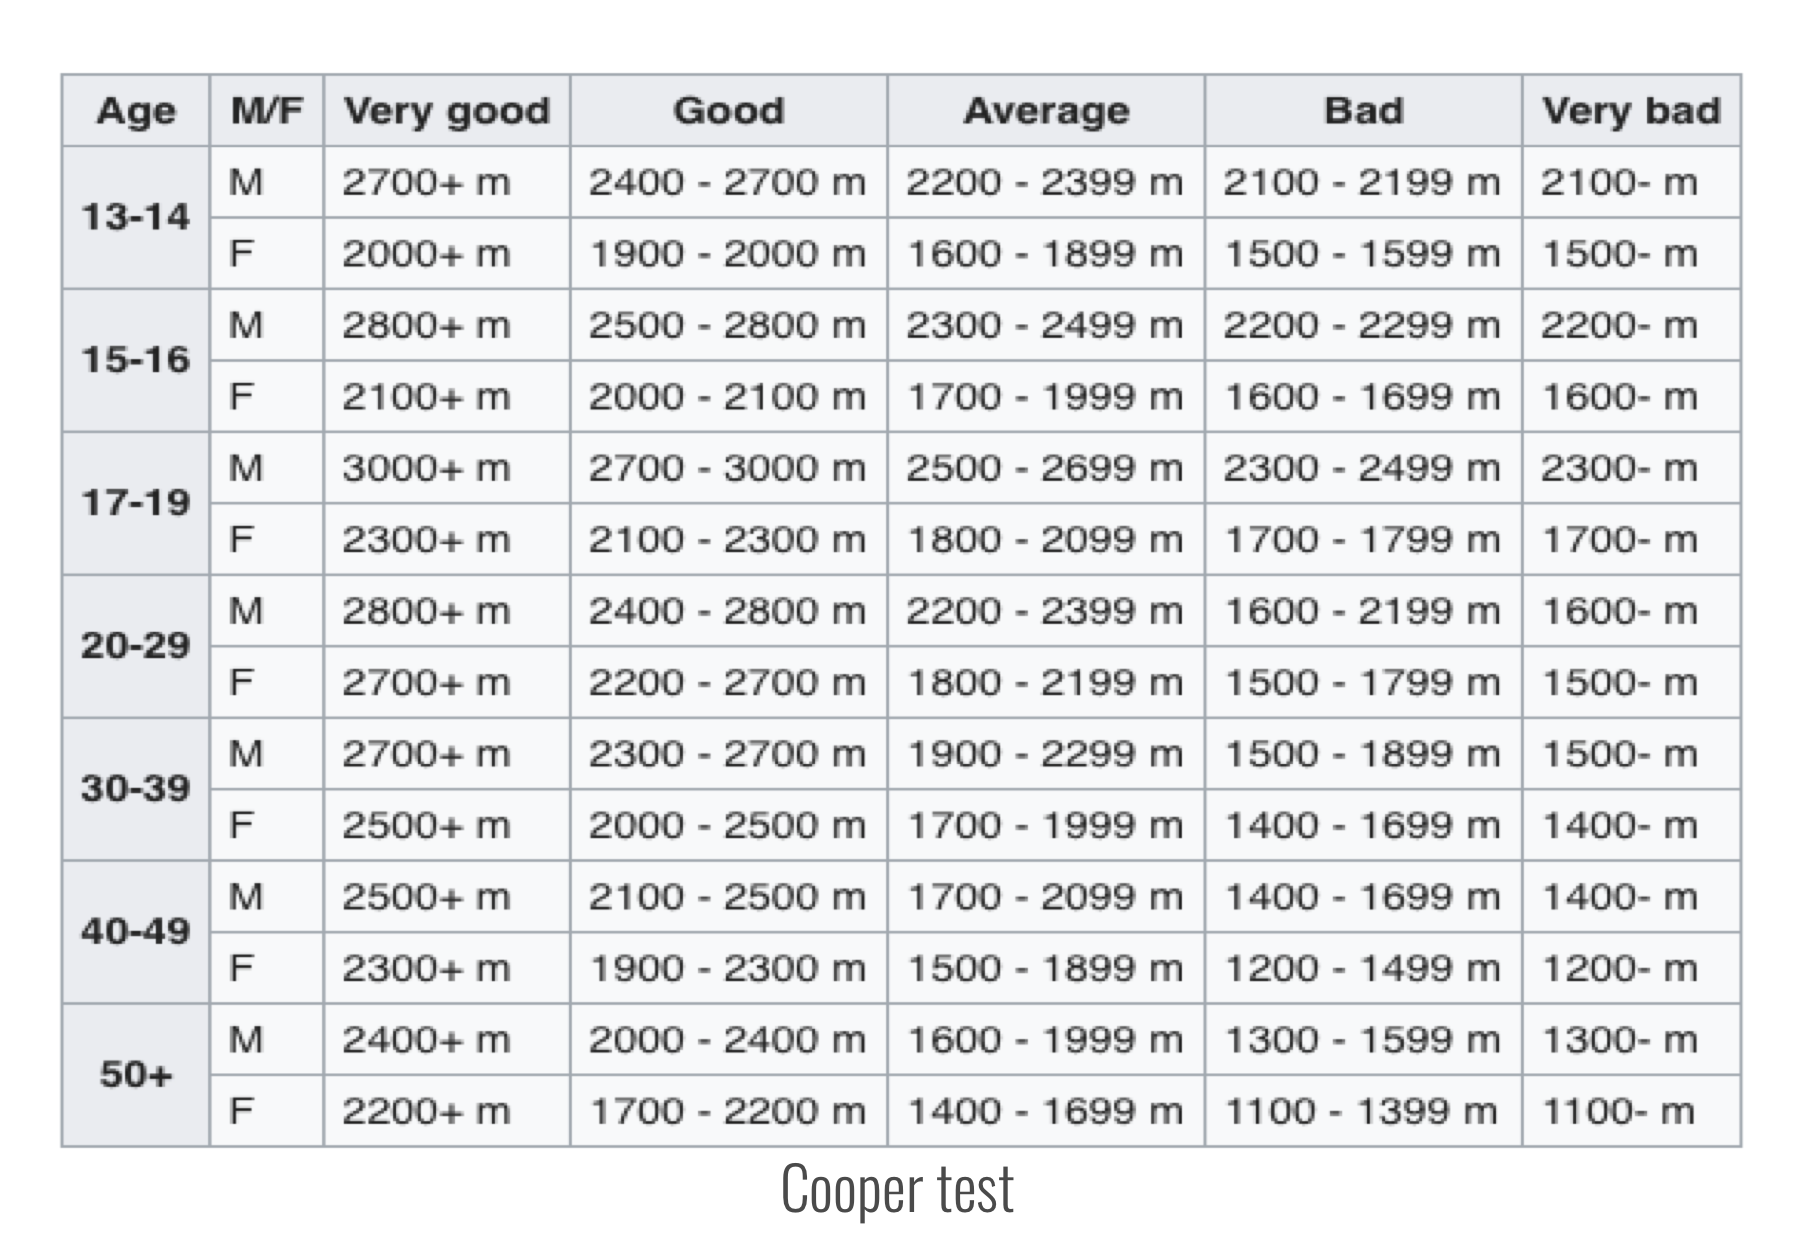 Age M/F Very good Good Average Bad Very bad
13-14 M 2700+ m 2400 - 2700 m 2200 - 2399 m 2100 - 2199 m 2100- m
F 2000+ m 1900 - 2000 m 1600 - 1899 m 1500 - 1599 m 1500- m
15-16 M 2800+ m 2500 - 2800 m 2300 - 2499 m 2200 - 2299 m 2200- m
F 2100+ m 2000 - 2100 m 1700 - 1999 m 1600 - 1699 m 1600- m
17-19 M 3000+ m 2700 - 3000 m 2500 - 2699 m 2300 - 2499 m 2300- m
F 2300+ m 2100 - 2300 m 1800 - 2099 m 1700 - 1799 m 1700- m
20-29 M 2800+ m 2400 - 2800 m 2200 - 2399 m 1600 - 2199 m 1600- m
F 2700+ m 2200 - 2700 m 1800 - 2199 m 1500 - 1799 m 1500- m
30-39 M 2700+ m 2300 - 2700 m 1900 - 2299 m 1500 - 1899 m 1500- m
F 2500+ m 2000 - 2500 m 1700 - 1999 m 1400 - 1699 m 1400- m
40-49 M 2500+ m 2100 - 2500 m 1700 - 2099 m 1400 - 1699 m 1400- m
F 2300+ m 1900 - 2300 m 1500 - 1899 m 1200 - 1499 m 1200- m
50+ M 2400+ m 2000 - 2400 m 1600 - 1999 m 1300 - 1599 m 1300- m
F 2200+ m 1700 - 2200 m 1400 - 1699 m 1100 - 1399 m 1100- m
Cooper test